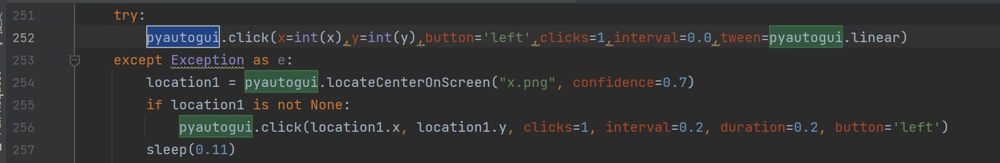 251 try:
252 pyautogui.click(x=int(x),y=int(y),button='left',clicks=1,interval=0.0,tween=pyautogui.linear)
253 except Exception as e:
254 location1 = pyautogui.locateCenterOnScreen("x.png", confidence=0.7)
255 if location1 is not None:
256 pyautogui.click(location1.x, location1.y, clicks=1, interval=0.2, duration=0.2, button='left')
257 sleep(0.11)